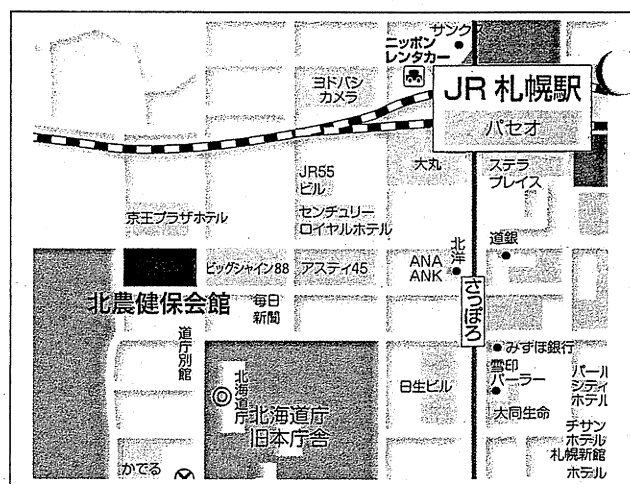 サンク
ニッポン
レンタカー
ヨドバシ
カメラ
JR 札幌駅
パセオ
大丸
ステラ
プレイス
JR55
ビル
京王プラザホテル
センチュリー
ロイヤルホテル
道銀
北洋
ANA
ANK
ビッグシャイン88
アスティ45
さっぽろ
北農健保会館
毎日
新聞
道庁別館
みずほ銀行
雪印
パーラー
パール
シティ
ホテル
日生ビル
大同生命
北海道庁
北海道庁
旧本庁舎
チサン
ホテル
札幌新館
かでる
ホテル